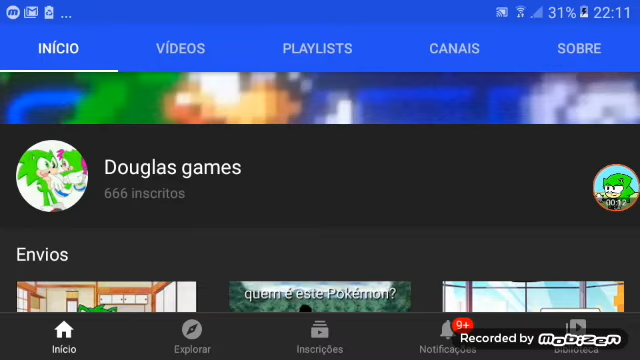 ... 31% 22:11
INÍCIO VÍDEOS PLAYLISTS CANAIS SOBRE
Douglas games
666 inscritos
00:12
Envios
quem é este Pokémon?
9+
Recorded by MOBIZEN
Início Explorar Inscrições Notificações Biblioteca